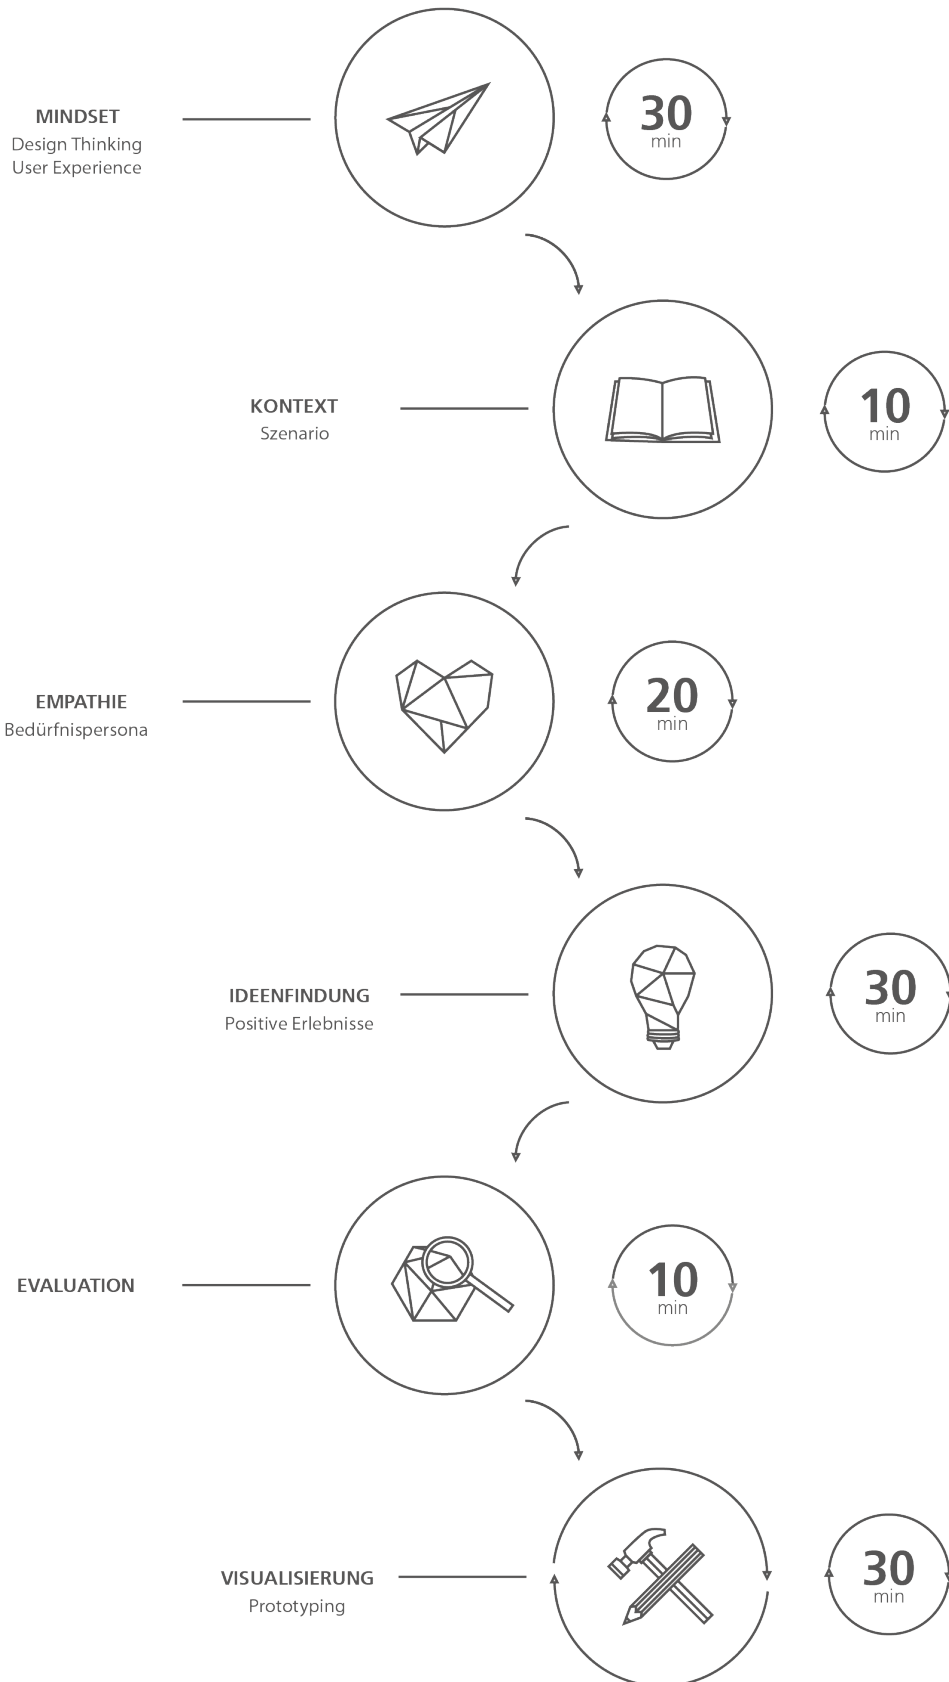 MINDSET
Design Thinking
User Experience
30
min
KONTEXT
Szenario
10
min
EMPATHIE
Bedürfnispersona
20
min
IDEENFINDUNG
Positive Erlebnisse
30
min
EVALUATION
10
min
VISUALISIERUNG
Prototyping
30
min